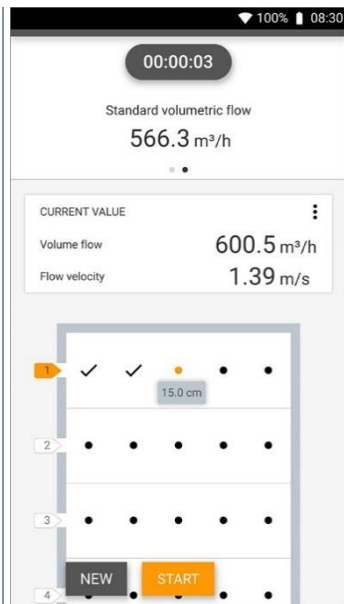 100% 08:30
00:00:03
Standard volumetric flow
566.3 m³/h
CURRENT VALUE
Volume flow 600.5 m³/h
Flow velocity 1.39 m/s
1
15.0 cm
2
3
NEW START
4